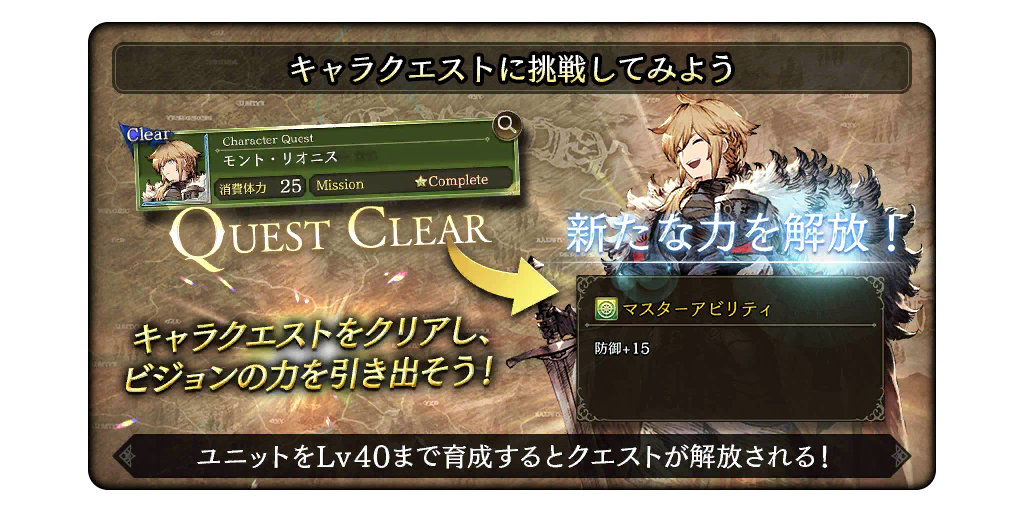 キャラクエストに挑戦してみよう
Clear
Character Quest
モント・リオニス
消費体力 25 Mission ★Complete
QUEST CLEAR
新たな力を解放！
マスターアビリティ
防御+15
キャラクエストをクリアし、
ビジョンの力を引き出そう！
ユニットをLv40まで育成するとクエストが解放される！